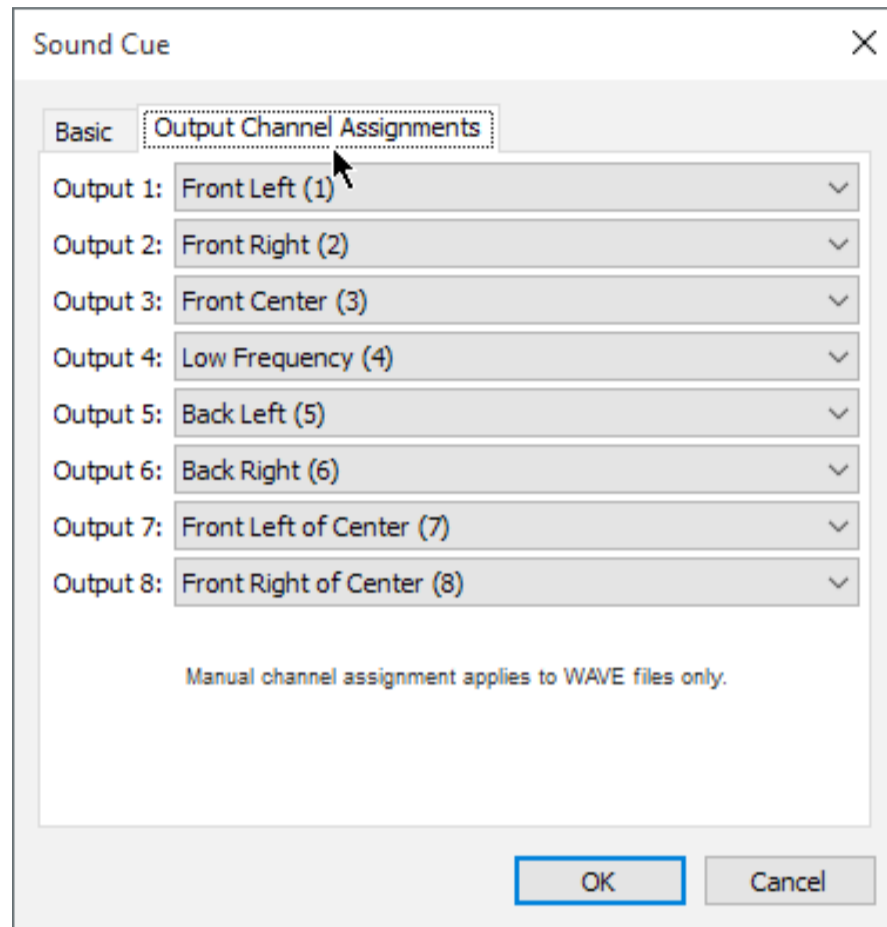 Sound Cue
Basic Output Channel Assignments
Output 1: Front Left (1)
Output 2: Front Right (2)
Output 3: Front Center (3)
Output 4: Low Frequency (4)
Output 5: Back Left (5)
Output 6: Back Right (6)
Output 7: Front Left of Center (7)
Output 8: Front Right of Center (8)
Manual channel assignment applies to WAVE files only.
OK Cancel